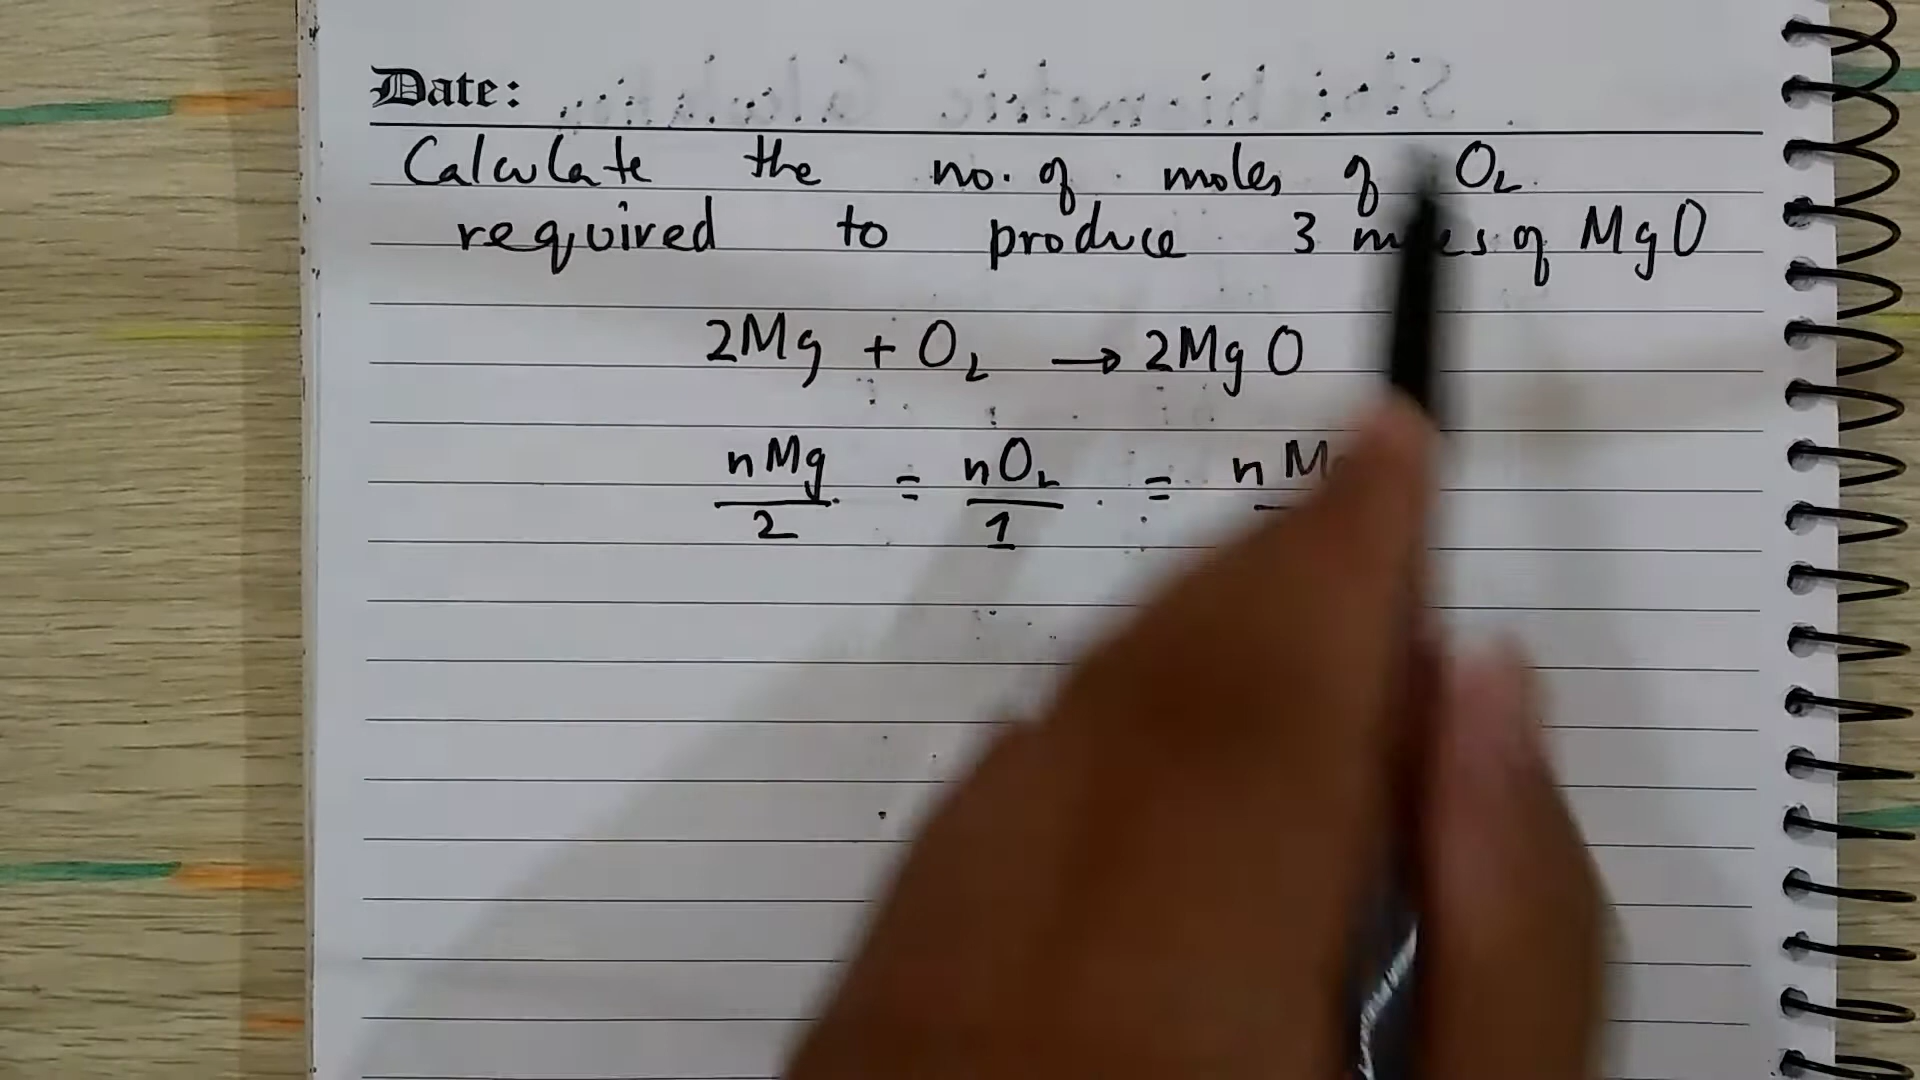 Date:
Calculate the no. of moles of O₂
required to produce 3 moles of MgO
2Mg + O₂ → 2MgO
nMg = nO₂ = n
2 1